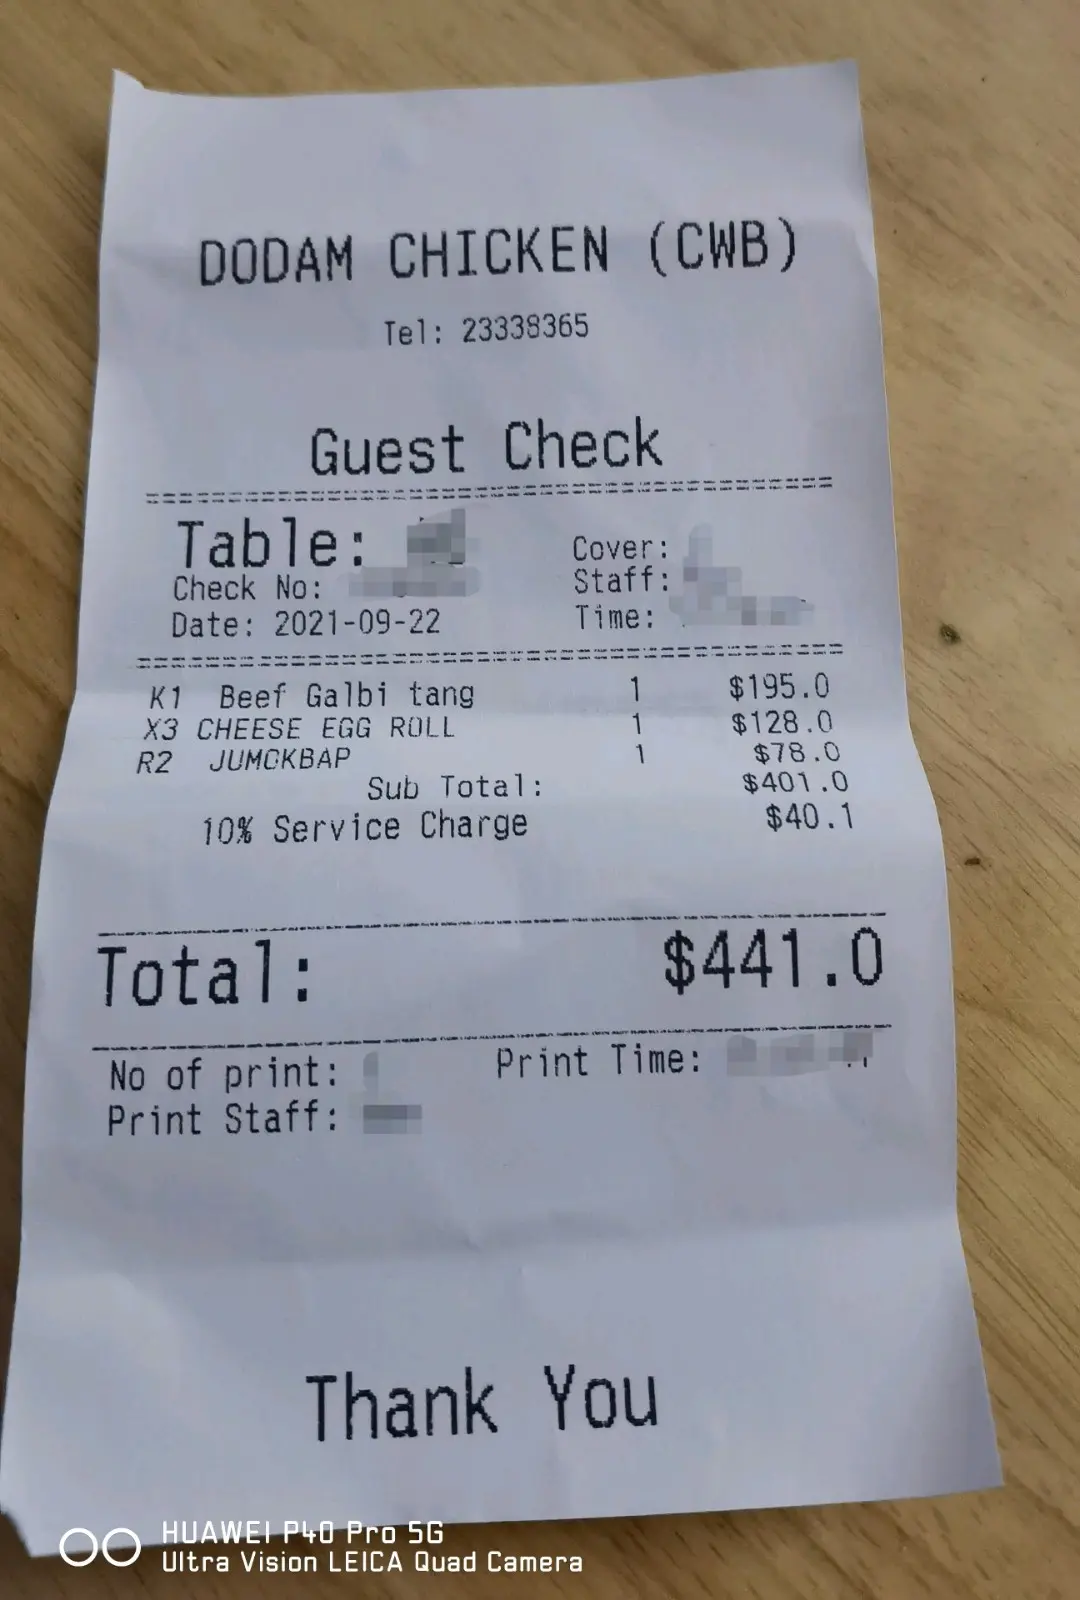 DODAM CHICKEN (CWB)
Tel: 23338365
Guest Check
Table:
Cover:
Check No:
Staff:
Date: 2021-09-22
Time:
K1 Beef Galbi tang 1 $195.0
X3 CHEESE EGG ROLL 1 $128.0
R2 JUMOKBAP 1 $78.0
Sub Total: $401.0
10% Service Charge $40.1
Total: $441.0
No of print:
Print Time:
Print Staff:
Thank You
HUAWEI P40 Pro 5G
Ultra Vision LEICA Quad Camera